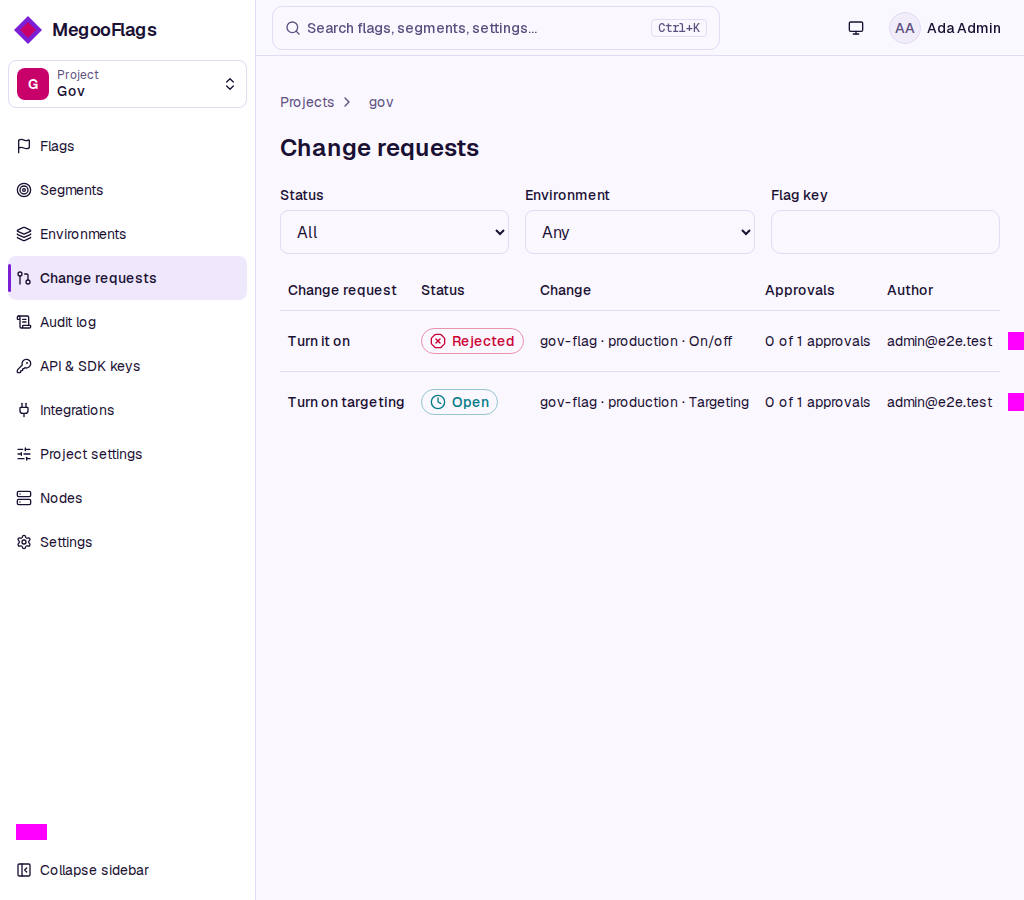 MegooFlags
Search flags, segments, settings...
Ctrl+K
AA
Ada Admin
G
Project
Gov
Flags
Segments
Environments
Change requests
Audit log
API & SDK keys
Integrations
Project settings
Nodes
Settings
Collapse sidebar
Projects > gov
Change requests
Status Environment Flag key
All Any
Change request Status Change Approvals Author
Turn it on Rejected gov-flag · production · On/off 0 of 1 approvals admin@e2e.test
Turn on targeting Open gov-flag · production · Targeting 0 of 1 approvals admin@e2e.test